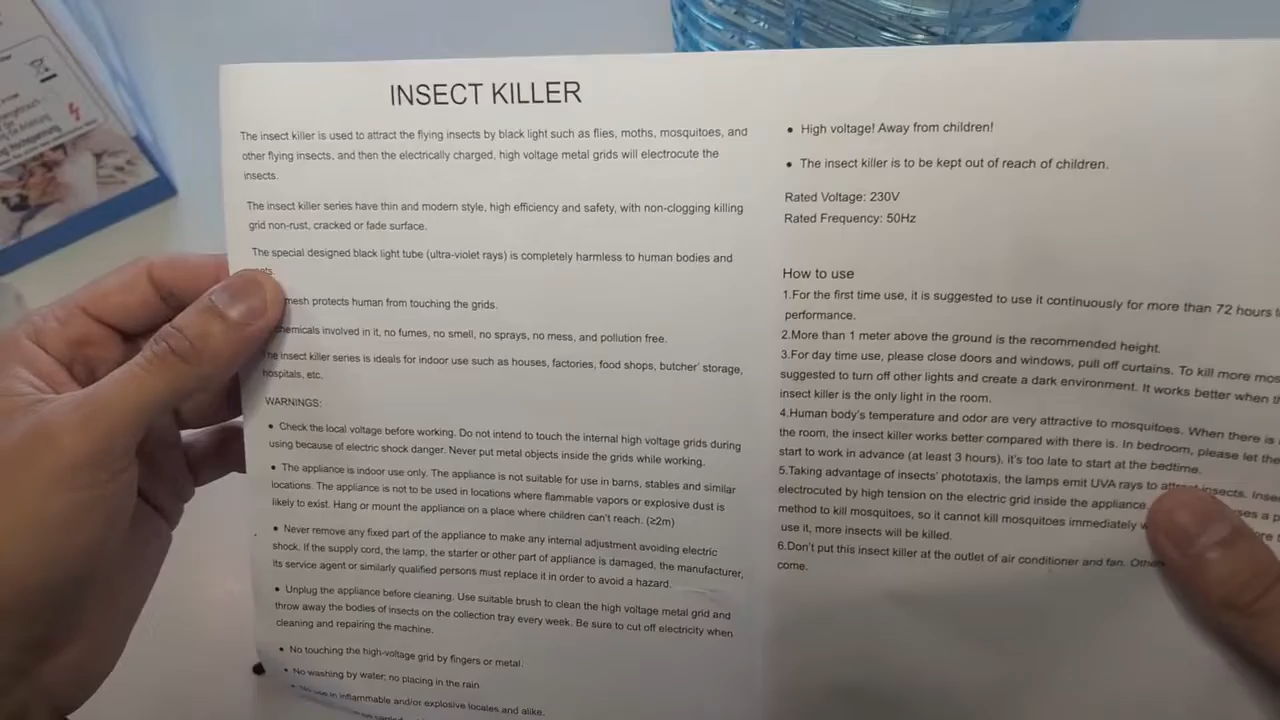 INSECT KILLER
The insect killer is used to attract the flying insects by black light such as flies, moths, mosquitoes, and
other flying insects, and then the electrically charged, high voltage metal grids will electrocute the
insects.
The insect killer series have thin and modern style, high efficiency and safety, with non-clogging killing
grid non-rust, cracked or fade surface.
The special designed black light tube (ultra-violet rays) is completely harmless to human bodies and
mesh protects human from touching the grids.
chemicals involved in it, no fumes, no smell, no sprays, no mess, and pollution free.
The insect killer series is ideals for indoor use such as houses, factories, food shops, butcher' storage,
hospitals, etc.
WARNINGS:
• Check the local voltage before working. Do not intend to touch the internal high voltage grids during
using because of electric shock danger. Never put metal objects inside the grids while working.
• The appliance is indoor use only. The appliance is not suitable for barns, stables and similar
locations. The appliance is not to be used in locations where flammable vapors or explosive dust is
likely to exist. Hang or mount the appliance on a place where children can't reach. (≥2m)
• Never remove any fixed part of the appliance to make any internal adjustment avoiding electric
shock. If the supply cord, the lamp, the starter or other part of appliance is damaged, the manufacturer,
its service agent or similarly qualified persons must replace it in order to avoid a hazard.
• Unplug the appliance before cleaning. Use suitable brush to clean the high voltage metal grid and
throw away the bodies of insects on the collection tray every week. Be sure to cut off electricity when
cleaning and repairing the machine.
• No touching the high-voltage grid by fingers or metal.
• No washing by water; no placing in the rain
• No use in inflammable and/or explosive locates and alike.
• High voltage! Away from children!
• The insect killer is to be kept out of reach of children.
Rated Voltage: 230V
Rated Frequency: 50Hz
How to use
1.For the first time use, it is suggested to use it continuously for more than 72 hours
performance.
2.More than 1 meter above the ground is the recommended height.
3.For day time use, please close doors and windows, pull off curtains. To kill more
suggested to turn off other lights and create a dark environment. It works better when
insect killer is the only light in the room.
4.Human body's temperature and odor are very attractive to mosquitoes. When there is
the room, the insect killer works better compared with there is. In bedroom, please let the
start to work in advance (at least 3 hours), it's too late to start at the bedtime.
5.Taking advantage of insects' phototaxis, the lamps emit UVA rays to attract insects.
electrocuted by high tension on the electric grid inside the appliance.
method to kill mosquitoes, so it cannot kill mosquitoes immediately
use it, more insects will be killed.
6.Don't put this insect killer at the outlet of air conditioner and fan.
come.